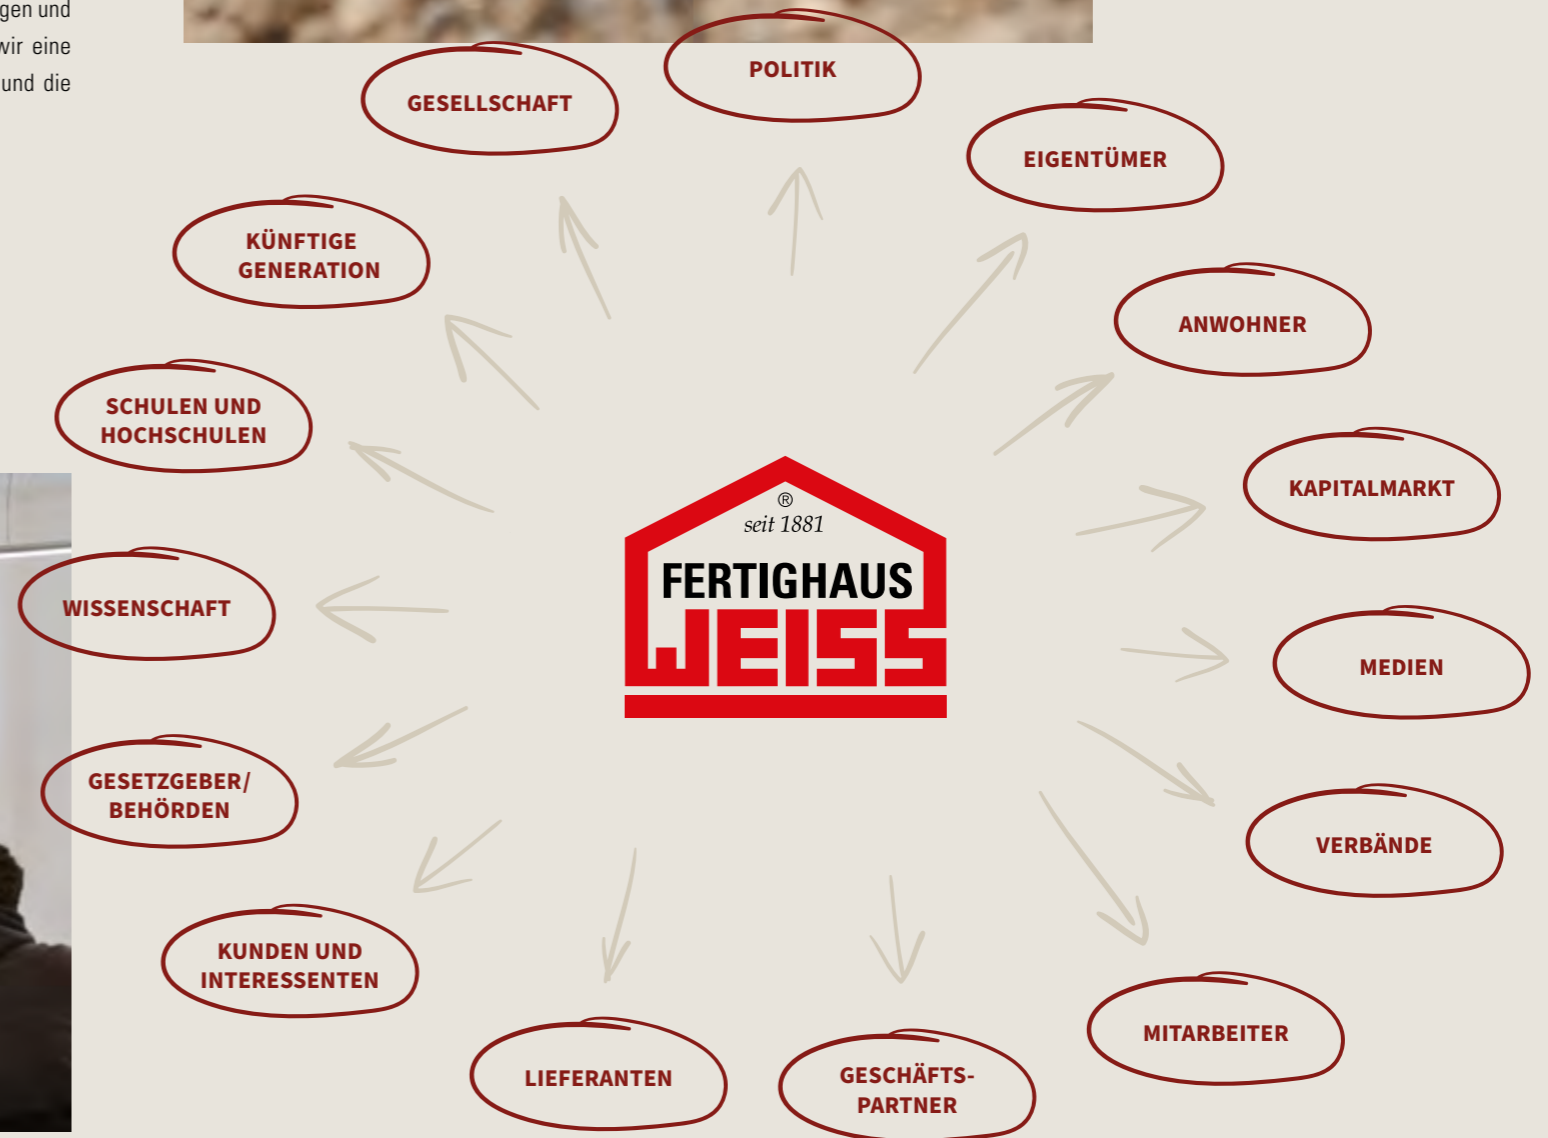 gen und
wir eine
und die
POLITIK
GESELLSCHAFT
EIGENTÜMER
KÜNFTIGE
GENERATION
ANWOHNER
SCHULEN UND
HOCHSCHULEN
KAPITALMARKT
®
seit 1881
FERTIGHAUS
WEISS
WISSENSCHAFT
MEDIEN
GESETZGEBER/
BEHÖRDEN
VERBÄNDE
KUNDEN UND
INTERESSENTEN
MITARBEITER
LIEFERANTEN
GESCHÄFTS-
PARTNER